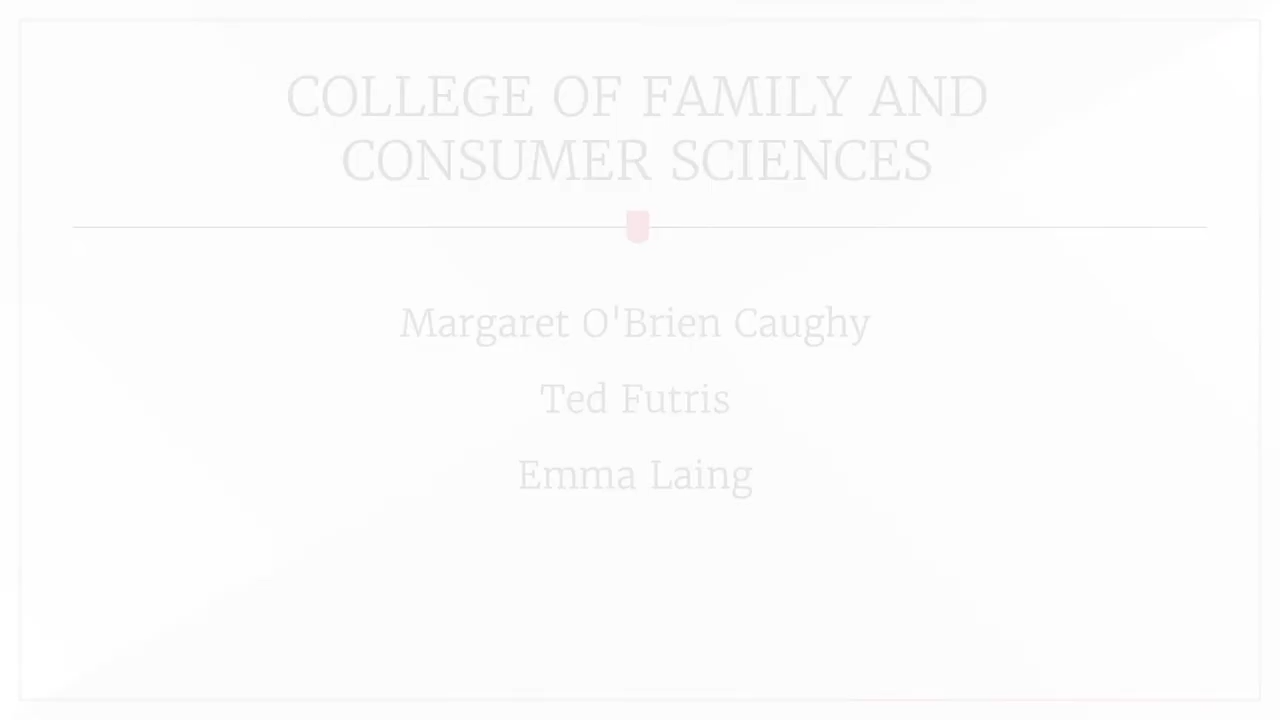 COLLEGE OF FAMILY AND
CONSUMER SCIENCES
Margaret O'Brien Caughy
Ted Futris
Emma Laing